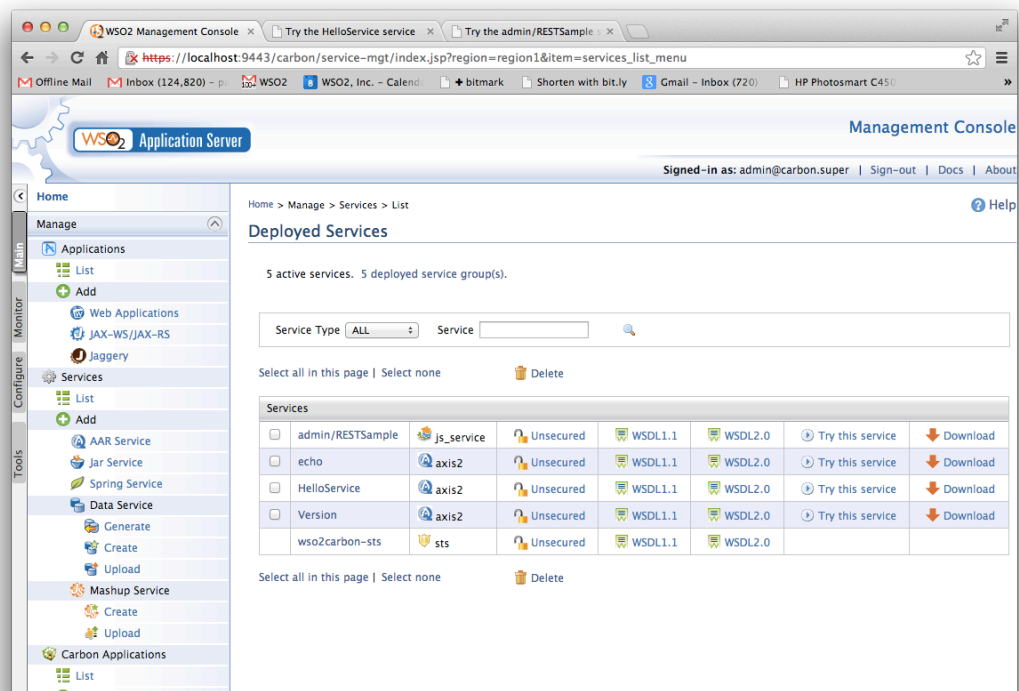 WSO2 Management Console
Try the HelloService service
Try the admin/RESTSample
https://localhost:9443/carbon/service-mgt/index.jsp?region=region1&item=services_list_menu
Offline Mail Inbox (124,820) – WSO2 WSO2, Inc. – Calend + bitmark Shorten with bit.ly Gmail – Inbox (720) HP Photosmart C450 »
WSO2 Application Server
Management Console
Signed-in as: admin@carbon.super | Sign-out | Docs | About
Main
Monitor
Configure
Tools
Home
Manage
Applications
List
Add
Web Applications
JAX-WS/JAX-RS
Jaggery
Services
List
Add
AAR Service
Jar Service
Spring Service
Data Service
Generate
Create
Upload
Mashup Service
Create
Upload
Carbon Applications
List
Home > Manage > Services > List
Help
Deployed Services
5 active services. 5 deployed service group(s).
Service Type ALL Service
Select all in this page | Select none Delete
Services
admin/RESTSample js_service Unsecured WSDL1.1 WSDL2.0 Try this service Download
echo axis2 Unsecured WSDL1.1 WSDL2.0 Try this service Download
HelloService axis2 Unsecured WSDL1.1 WSDL2.0 Try this service Download
Version axis2 Unsecured WSDL1.1 WSDL2.0 Try this service Download
wso2carbon-sts sts Unsecured WSDL1.1 WSDL2.0
Select all in this page | Select none Delete